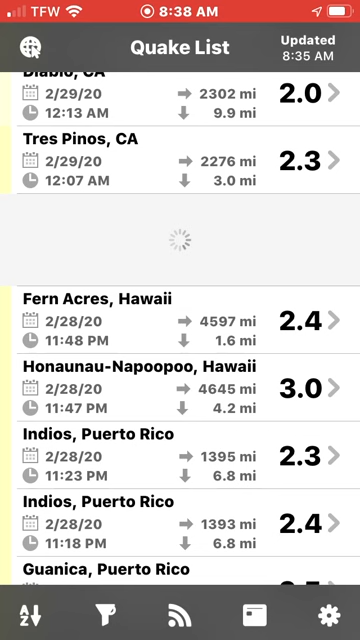 TFW 8:38 AM
Quake List
Updated
8:35 AM
Diablo, CA
2/29/20 2302 mi
12:13 AM 9.9 mi
2.0
Tres Pinos, CA
2/29/20 2276 mi
12:07 AM 3.0 mi
2.3
Fern Acres, Hawaii
2/28/20 4597 mi
11:48 PM 1.6 mi
2.4
Honaunau-Napoopoo, Hawaii
2/28/20 4645 mi
11:47 PM 4.2 mi
3.0
Indios, Puerto Rico
2/28/20 1395 mi
11:23 PM 6.8 mi
2.3
Indios, Puerto Rico
2/28/20 1393 mi
11:18 PM 6.8 mi
2.4
Guanica, Puerto Rico
A
Z